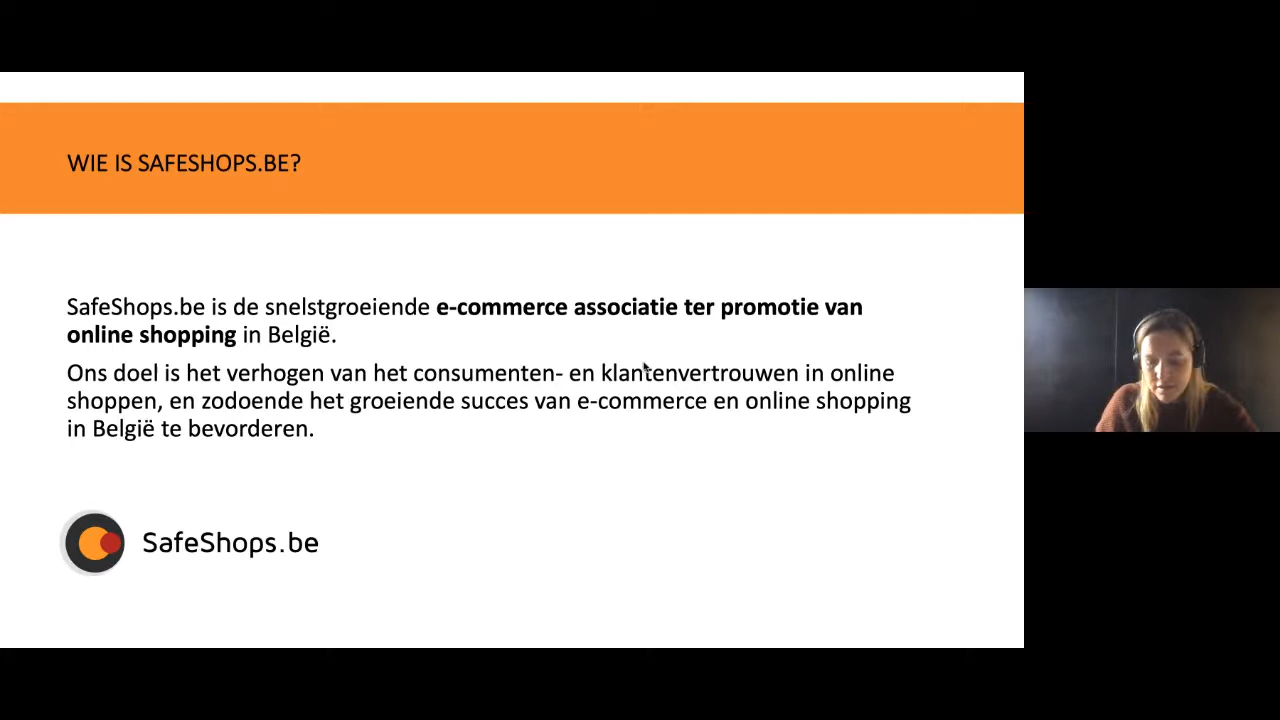 WIE IS SAFESHOPS.BE?
SafeShops.be is de snelstgroeiende e-commerce associatie ter promotie van
online shopping in België.
Ons doel is het verhogen van het consumenten- en klantenvertrouwen in online
shoppen, en zodoende het groeiende succes van e-commerce en online shopping
in België te bevorderen.
SafeShops.be